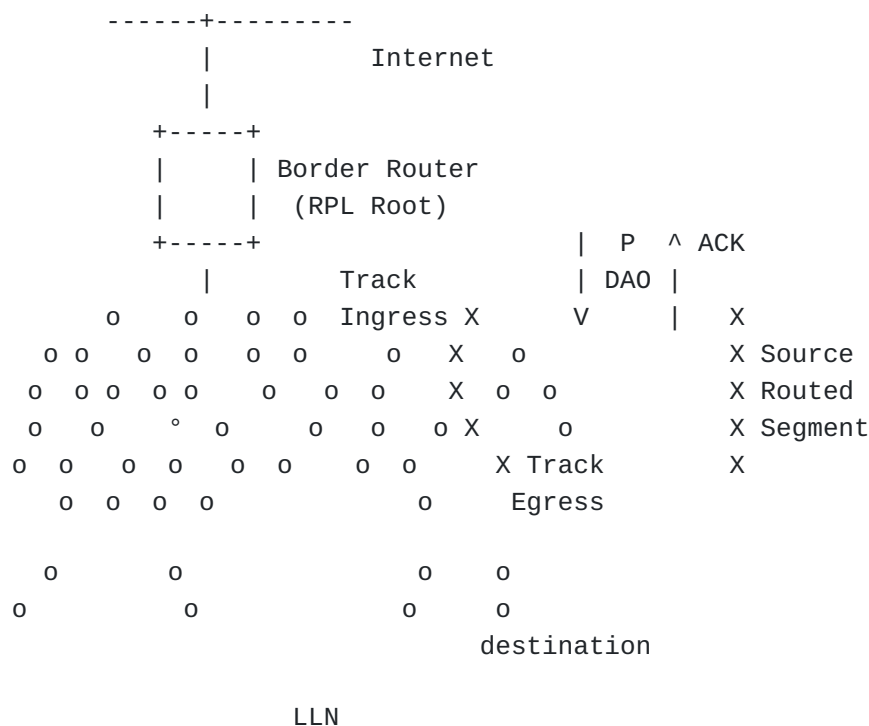 ------+---------
|          Internet
|
+-----+
|     | Border Router
|     |  (RPL Root)
+-----+                    |  P  ^ ACK
|        Track          | DAO |
o    o   o  o  Ingress X      V     |   X
o o   o  o   o  o     o   X   o             X Source
o  o o  o o    o   o  o    X  o  o           X Routed
o   o    °  o     o   o   o X     o          X Segment
o  o   o  o   o  o    o  o     X Track        X
o  o  o  o             o     Egress
o       o               o    o
o          o             o     o
destination
LLN